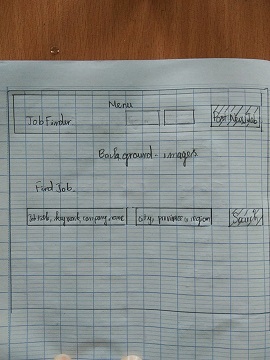 Menu
Job Finder
Post New Job
Background-images
Find Job.
Job title, keyword, company name
City, province or region
Search